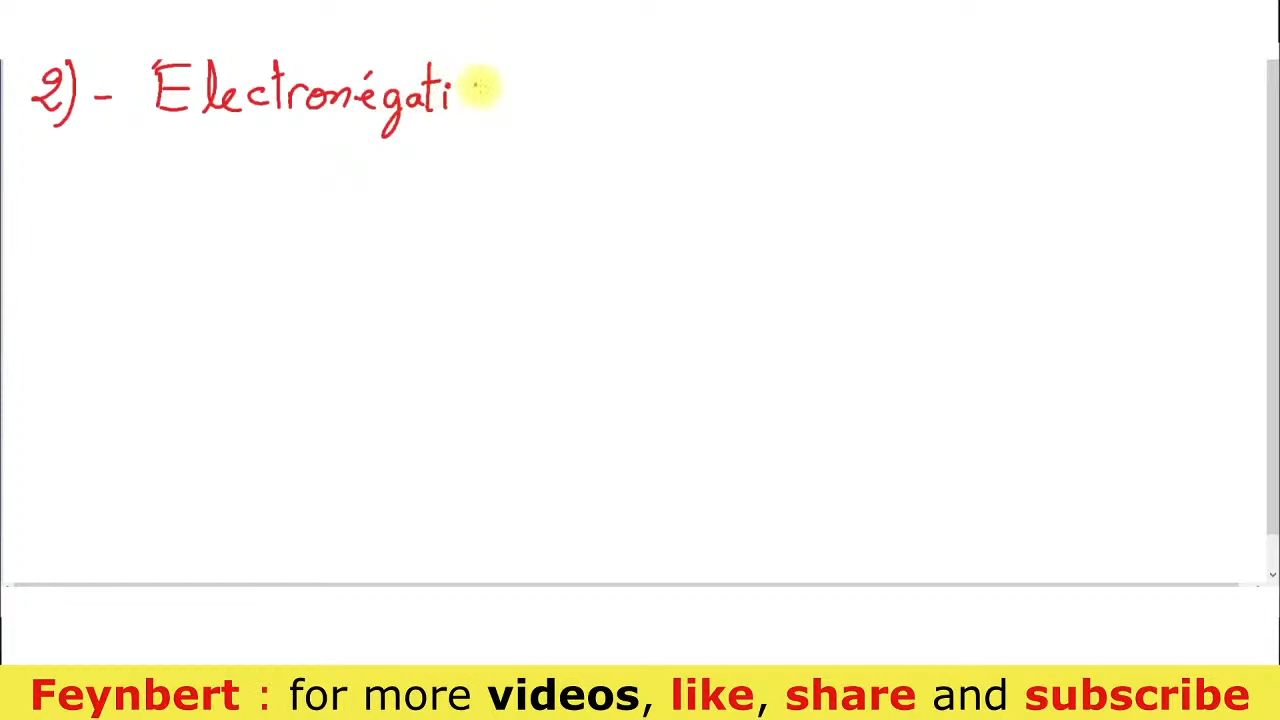 2)- Electronégati
Feynbert : for more videos, like, share and subscribe